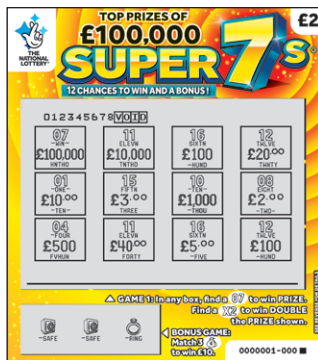 TOP PRIZES OF
£100,000
£2
SUPER 7s
THE NATIONAL LOTTERY®
12 CHANCES TO WIN AND A BONUS!
012345678 VOID
07 11 16 12
-WIN- ELEVN SIXTN TWLVE
£100,000 £10,000 £100 £20.00
HNTHO TNTHO -HUND TWNTY
01 15 10 08
-ONE- FIFTN -TEN- EIGHT
£10.00 £3.00 £1,000 £2.00
-TEN- THREE -THOU -TWO-
04 11 16 12
-FOUR ELEVN SIXTN TWLVE
£500 £40.00 £5.00 £100
FVHUN FORTY -FIVE -HUND
▲ GAME 1: In any box, find a 07 to win PRIZE.
Find a X2 to win DOUBLE
the PRIZE shown.
-SAFE -SAFE -RING
◀ BONUS GAME:
Match 3
to win £10.
0000001-000 ■